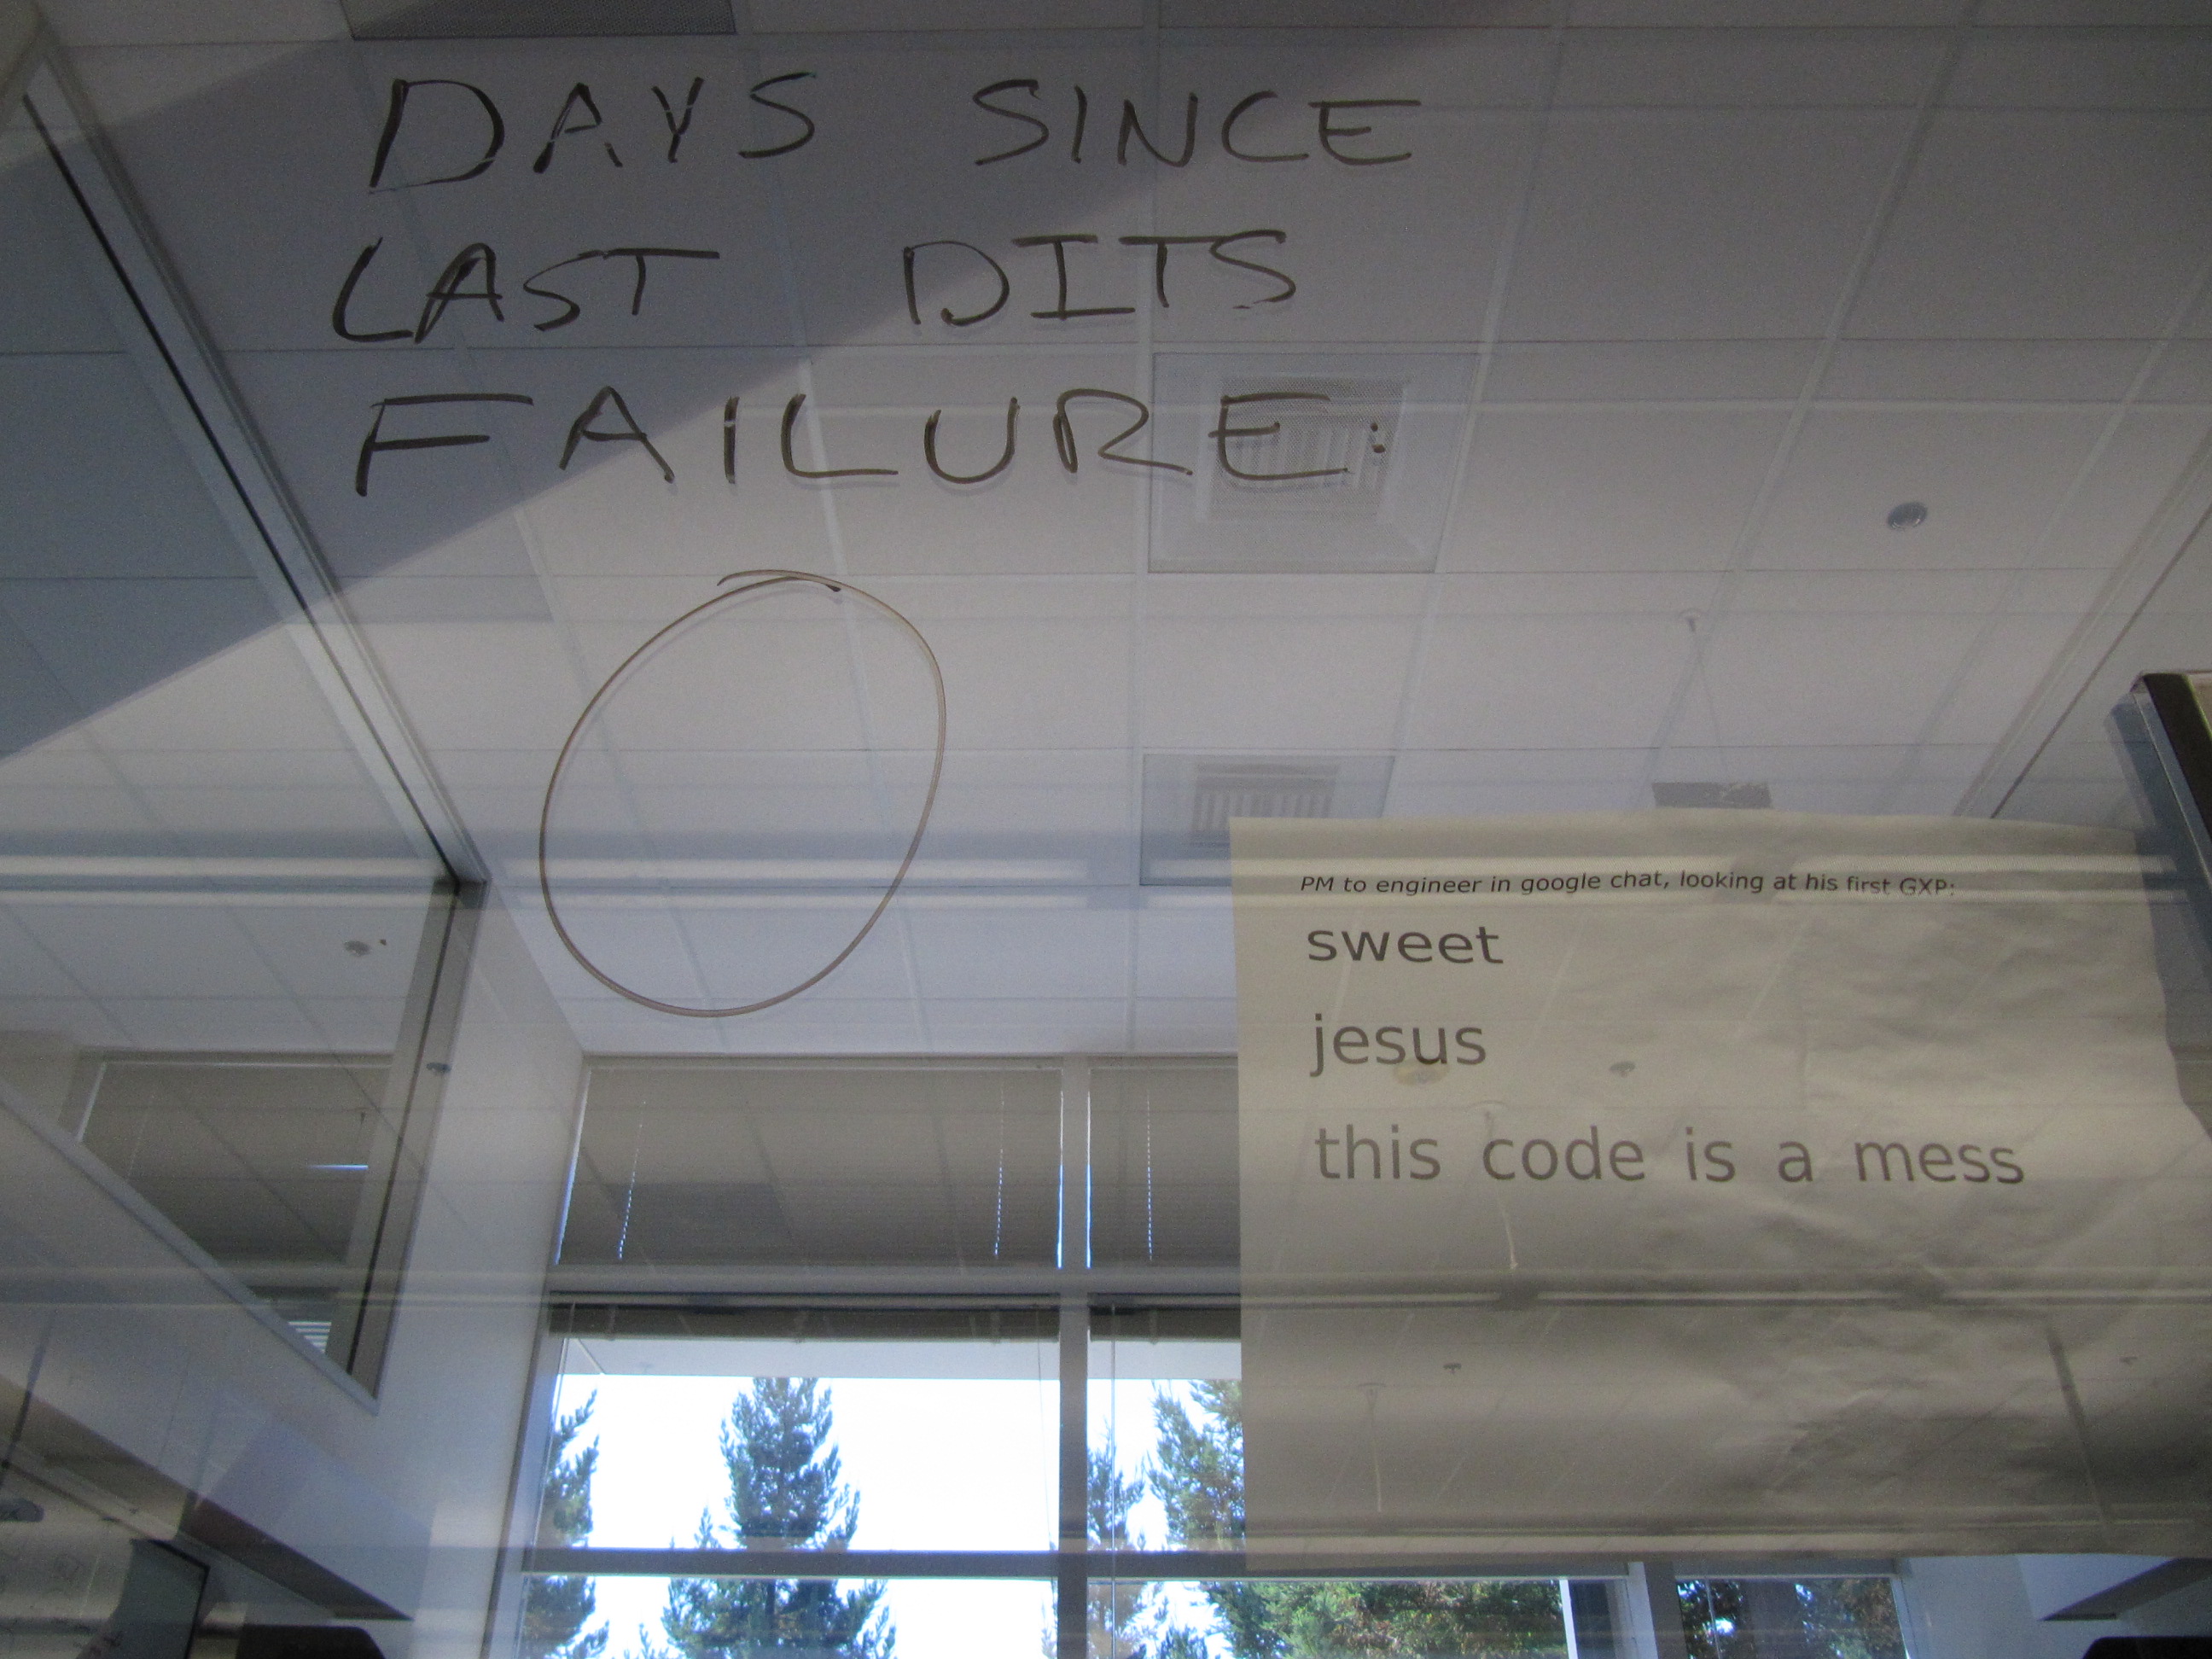 DAYS SINCE
LAST DITS
FAILURE:
0
PM to engineer in google chat, looking at his first GXP:
sweet
jesus
this code is a mess